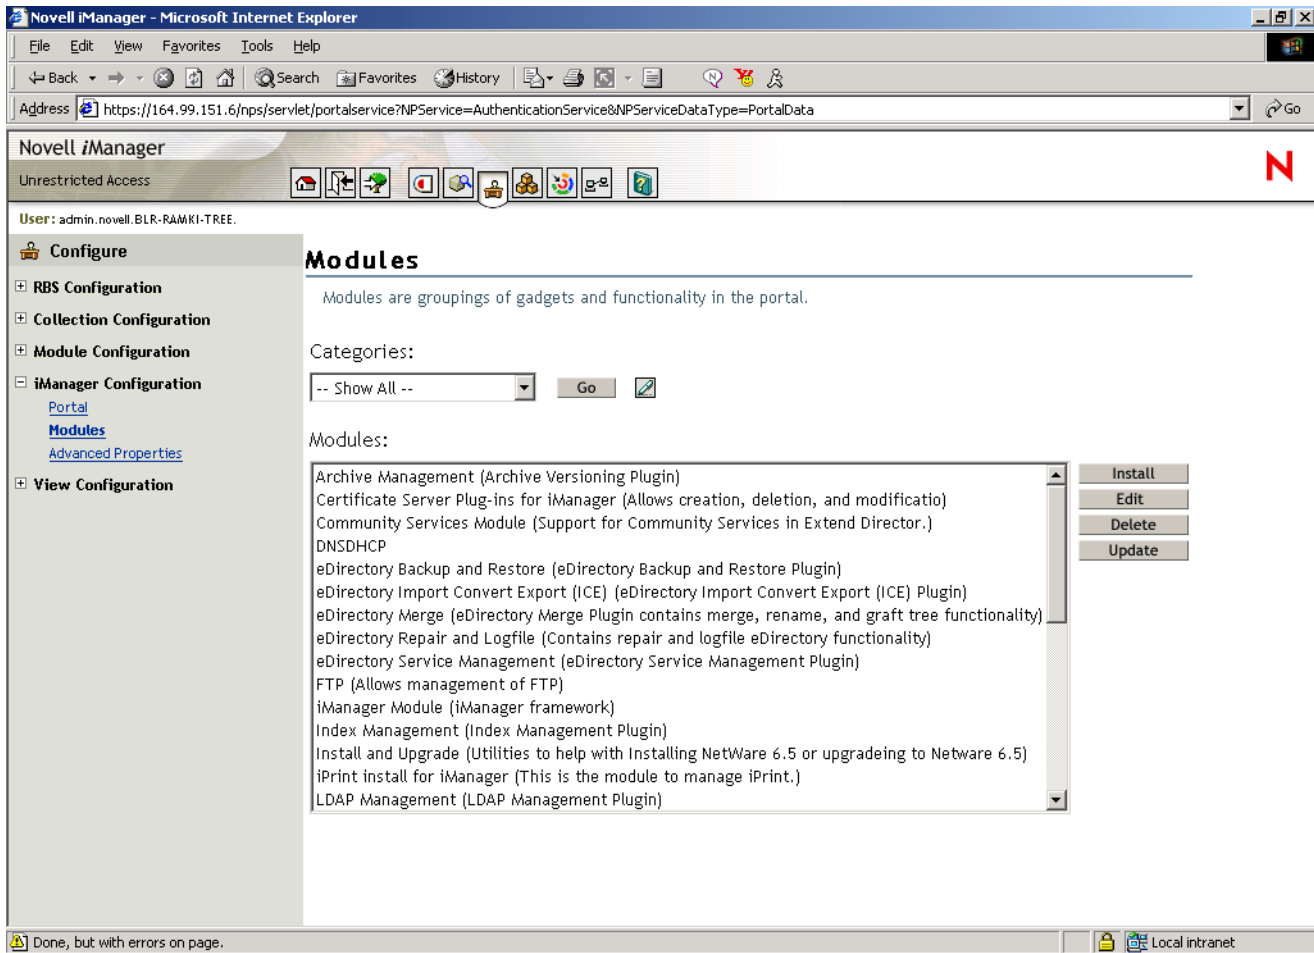 Novell iManager - Microsoft Internet Explorer
File Edit View Favorites Tools Help
Back Search Favorites History
Address https://164.99.151.6/nps/servlet/portalservice?NPService=AuthenticationService&NPServiceDataType=PortalData Go
Novell iManager
Unrestricted Access
N
User: admin.novell.BLR-RAMKI-TREE.
Configure
RBS Configuration
Collection Configuration
Module Configuration
iManager Configuration
Portal
Modules
Advanced Properties
View Configuration
Modules
Modules are groupings of gadgets and functionality in the portal.
Categories:
-- Show All -- Go
Modules:
Archive Management (Archive Versioning Plugin)
Certificate Server Plug-ins for iManager (Allows creation, deletion, and modificatio)
Community Services Module (Support for Community Services in Extend Director.)
DNSDHCP
eDirectory Backup and Restore (eDirectory Backup and Restore Plugin)
eDirectory Import Convert Export (ICE) (eDirectory Import Convert Export (ICE) Plugin)
eDirectory Merge (eDirectory Merge Plugin contains merge, rename, and graft tree functionality)
eDirectory Repair and Logfile (Contains repair and logfile eDirectory functionality)
eDirectory Service Management (eDirectory Service Management Plugin)
FTP (Allows management of FTP)
iManager Module (iManager framework)
Index Management (Index Management Plugin)
Install and Upgrade (Utilities to help with Installing NetWare 6.5 or upgradeing to Netware 6.5)
iPrint install for iManager (This is the module to manage iPrint.)
LDAP Management (LDAP Management Plugin)
Install
Edit
Delete
Update
Done, but with errors on page. Local intranet